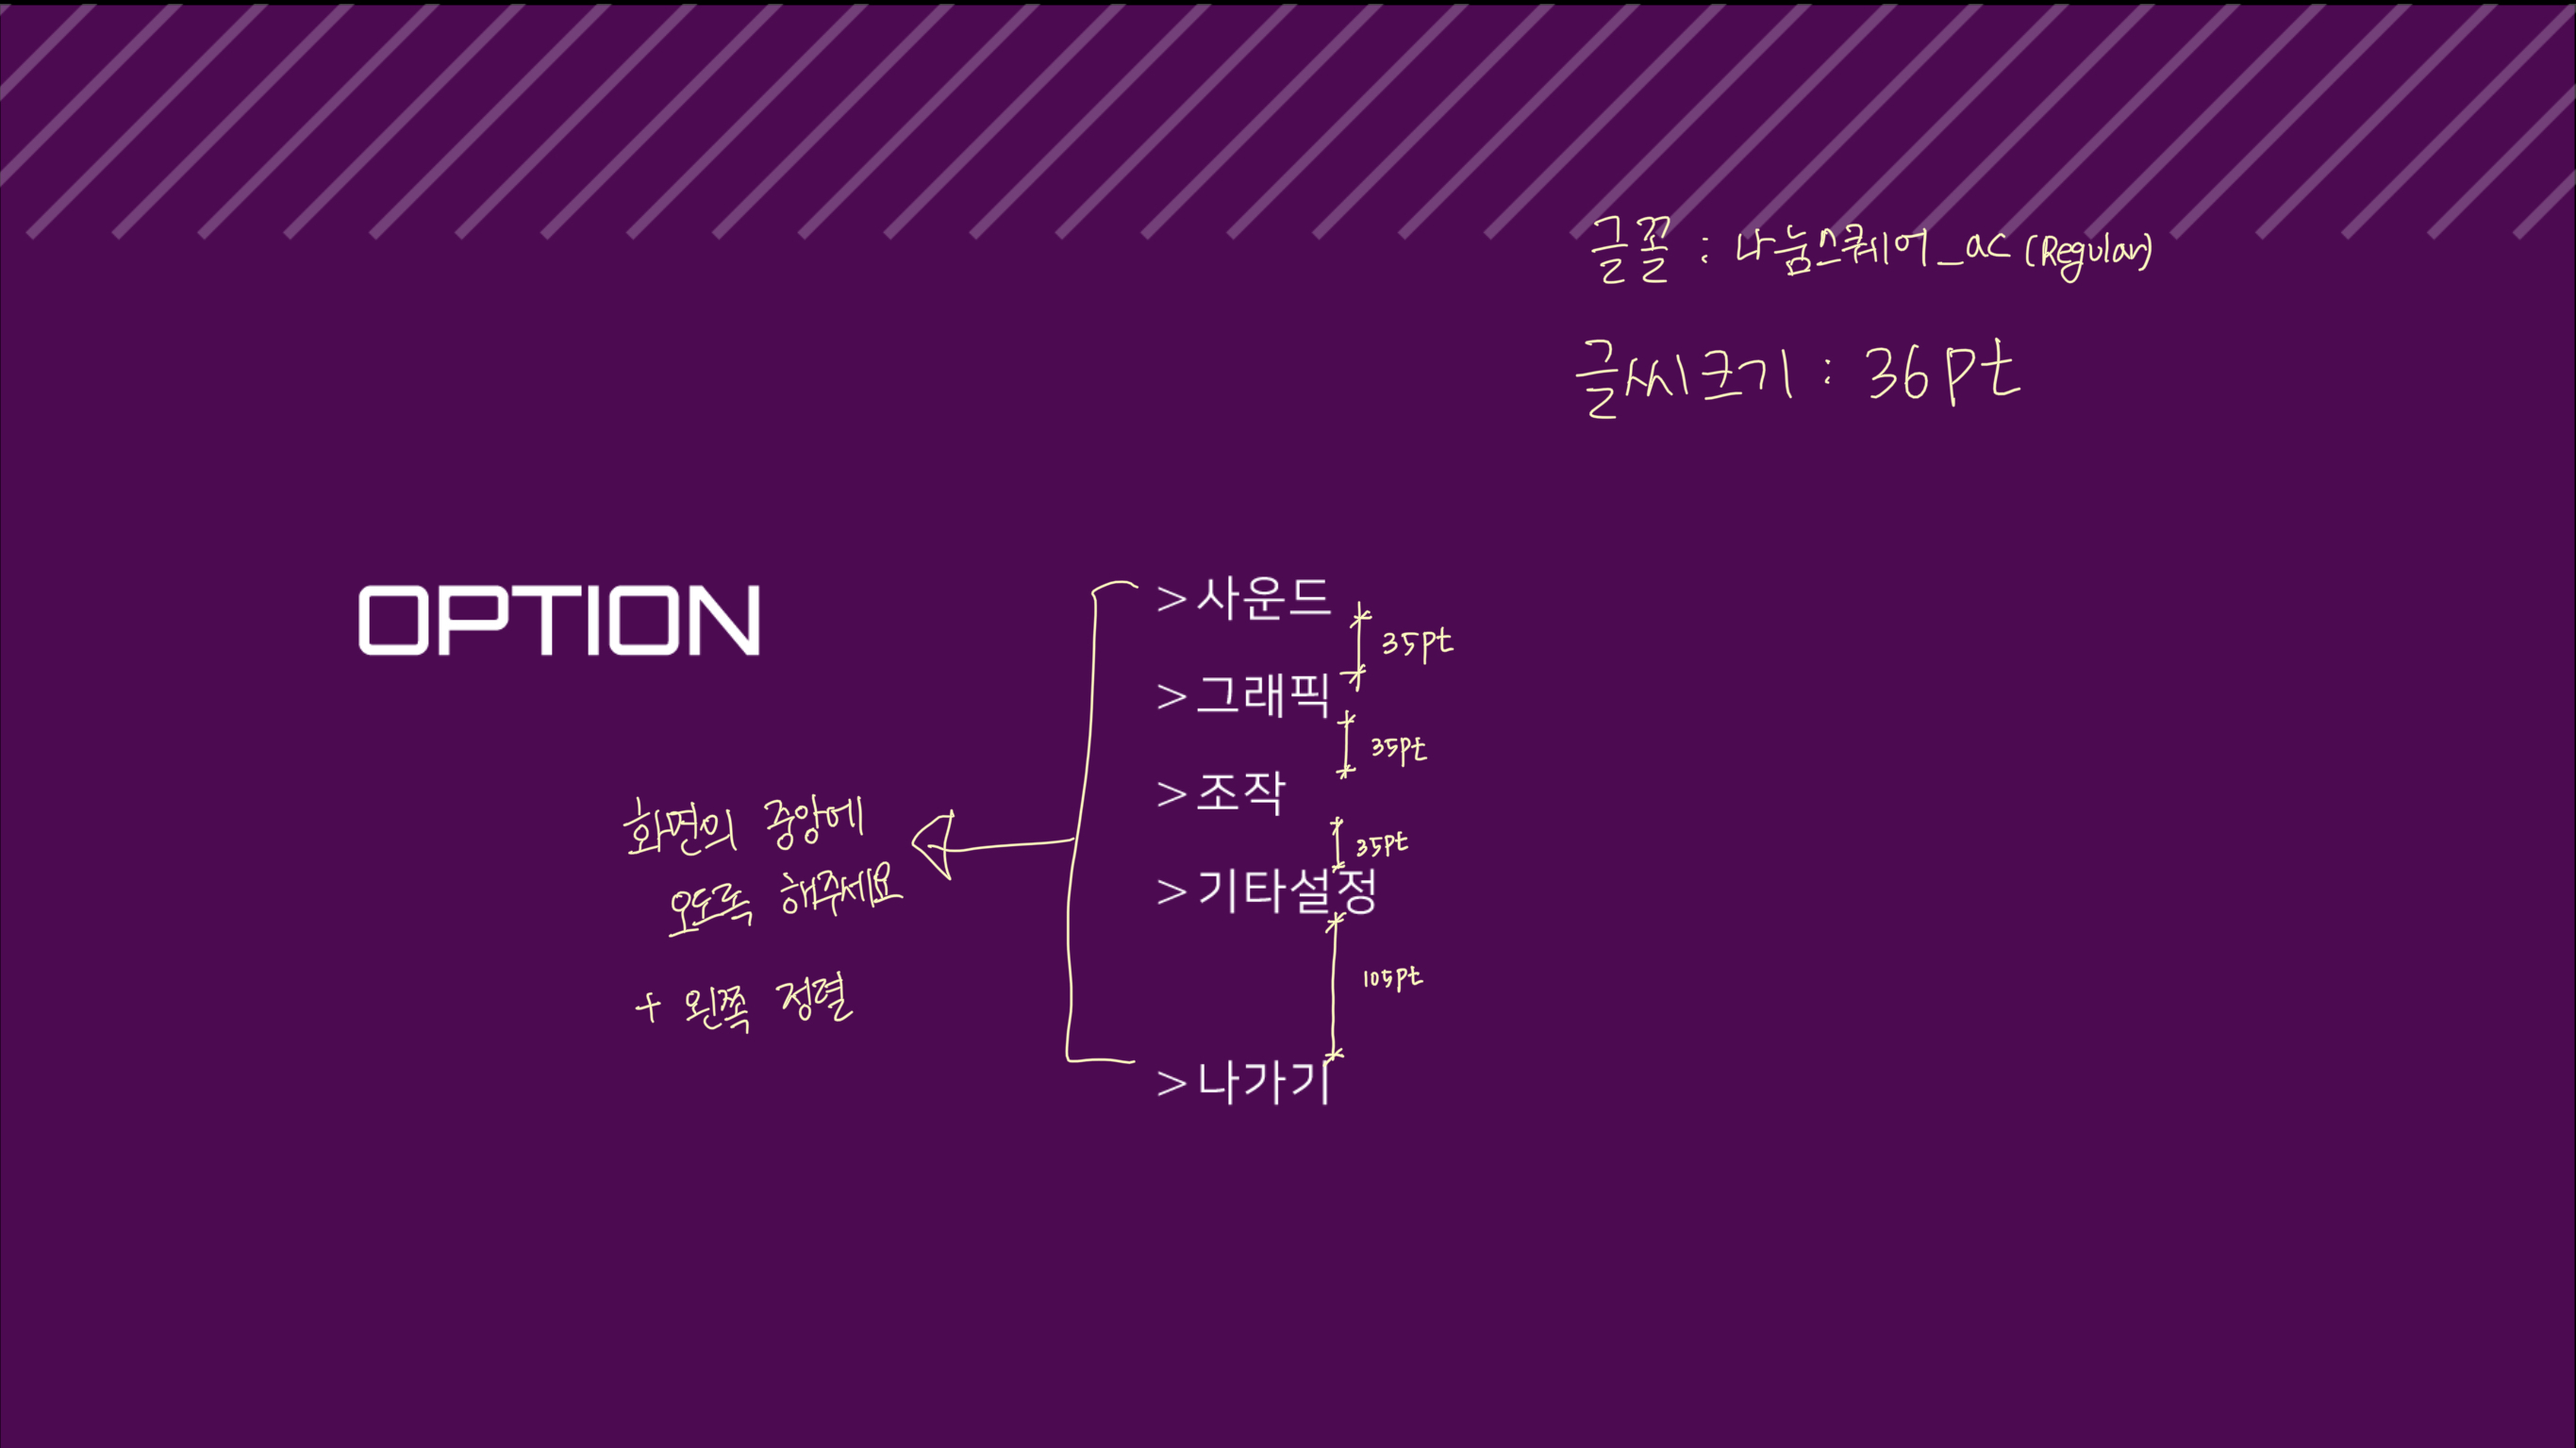 글꼴 : 나눔스퀘어_ac (Regular)
글씨크기 : 36pt
OPTION
>사운드
35pt
>그래픽
35pt
>조작
35pt
>기타설정
105pt
>나가기
화면의 중앙에
오도록 해주세요
+ 왼쪽 정렬